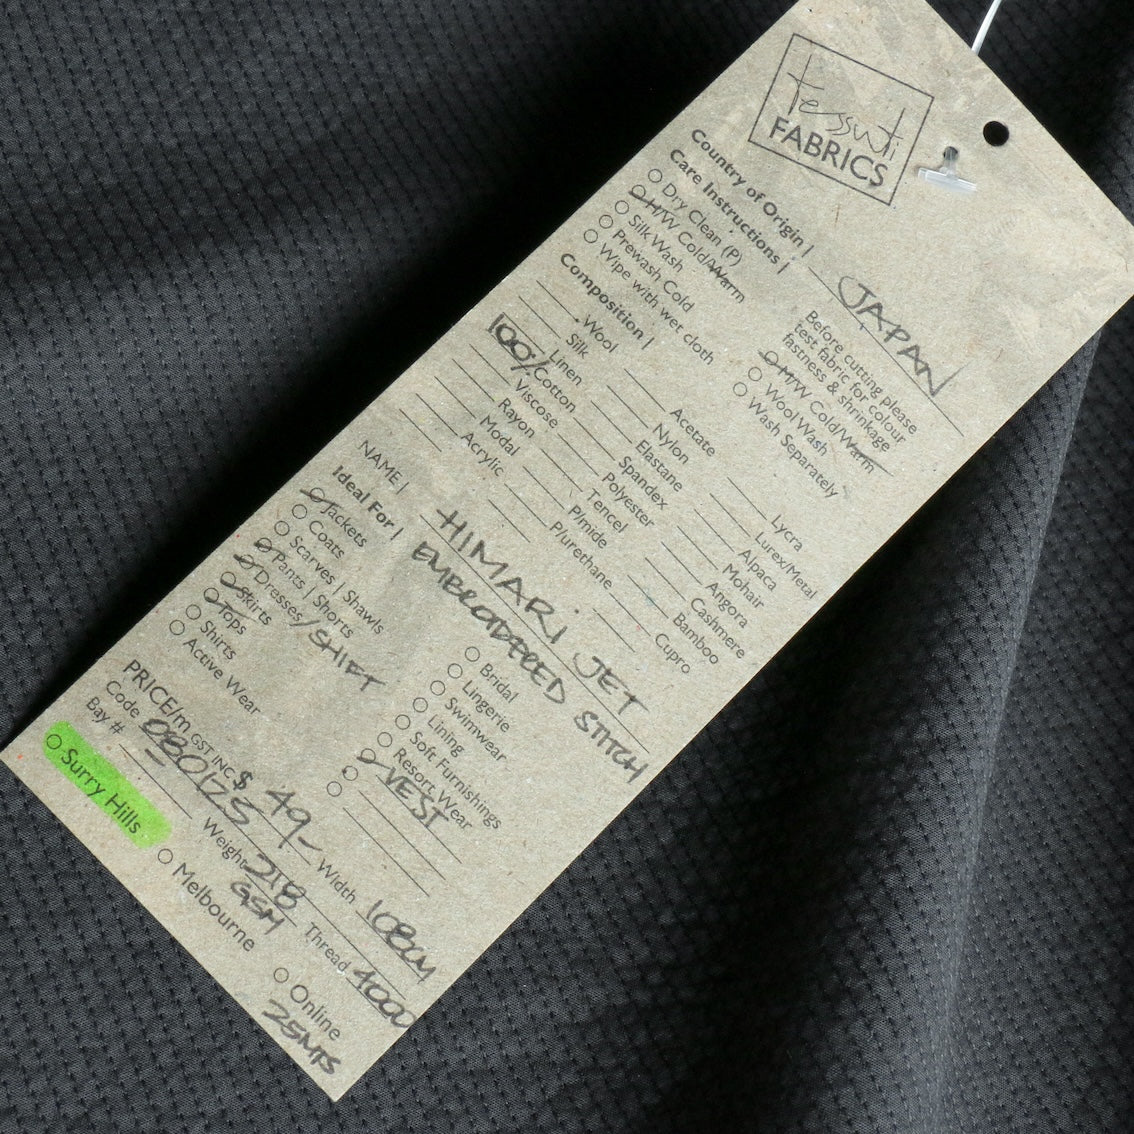 tessuti
FABRICS
Country of Origin | JAPAN
Care Instructions |
Dry Clean (P)
H/W Cold/Warm
Silk Wash
Prewash Cold
Wipe with wet cloth
Before cutting please
test fabric for colour
fastness & shrinkage
H/W Cold/Warm
Wool Wash
Wash Separately
Composition |
Wool
Silk
Linen
100% Cotton
Viscose
Rayon
Modal
Acrylic
Acetate
Nylon
Elastane
Spandex
Polyester
Tencel
P/mide
P/urethane
Lycra
Lurex/Metal
Alpaca
Mohair
Angora
Cashmere
Bamboo
Cupro
NAME | HIMARI JET
EMBROIDERED STITCH
Ideal For |
Jackets
Coats
Scarves | Shawls
Pants | Shorts
Dresses/SHIFT
Skirts
Tops
Shirts
Active Wear
Bridal
Lingerie
Swimwear
Lining
Soft Furnishings
Resort Wear
VEST
PRICE/m GST INC $ 49- Width 108CM
Code 080175 Weight 218 GSM Thread 4000
Bay #
Surry Hills
Melbourne
Online
25MTS